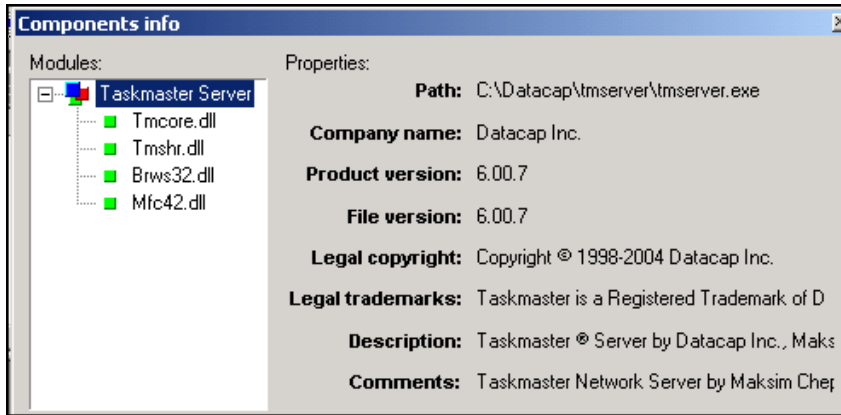 Components info
Modules:
Taskmaster Server
Tmcore.dll
Tmshr.dll
Brws32.dll
Mfc42.dll
Properties:
Path: C:\Datacap\tmserver\tmserver.exe
Company name: Datacap Inc.
Product version: 6.00.7
File version: 6.00.7
Legal copyright: Copyright © 1998-2004 Datacap Inc.
Legal trademarks: Taskmaster is a Registered Trademark of D
Description: Taskmaster ® Server by Datacap Inc., Maks
Comments: Taskmaster Network Server by Maksim Chep